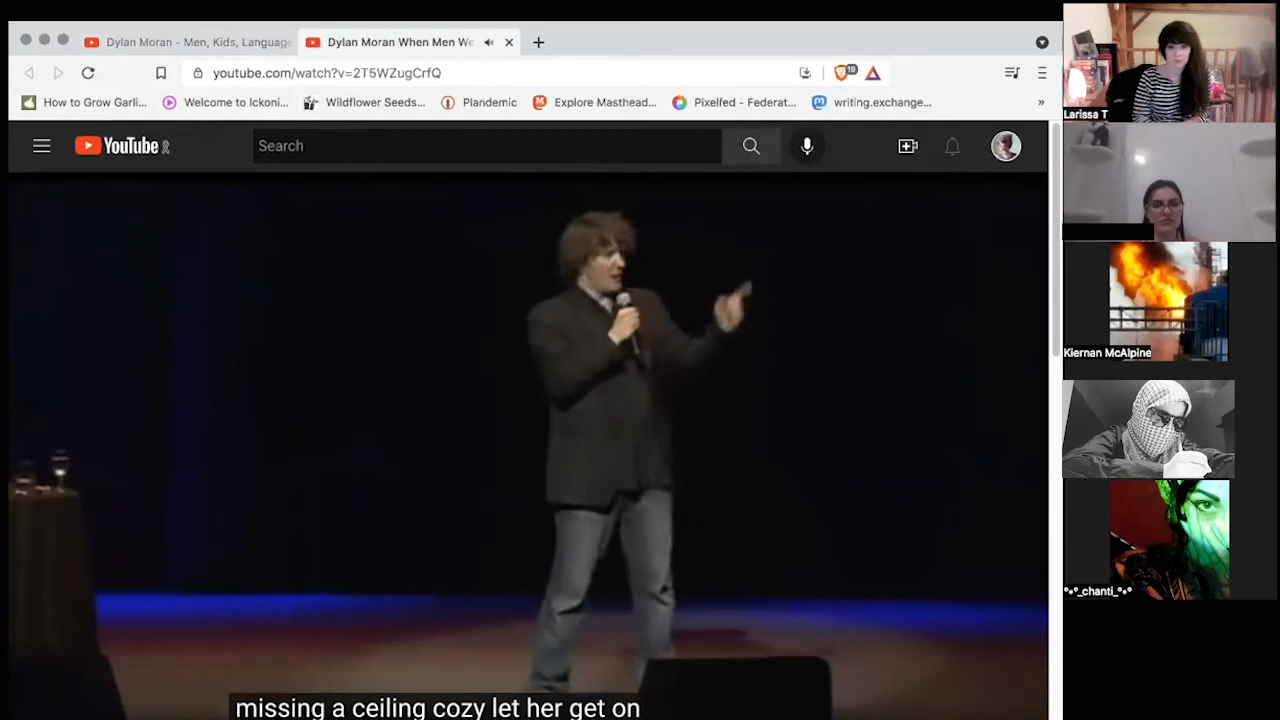 Dylan Moran - Men, Kids, Language
Dylan Moran When Men We
youtube.com/watch?v=2T5WZugCrfQ
19
How to Grow Garli...
Welcome to Ickoni...
Wildflower Seeds...
Plandemic
Explore Masthead...
Pixelfed - Federat...
writing.exchange...
»
YouTube
Search
missing a ceiling cozy let her get on
Larissa T
Kiernan McAlpine
°•°_chanti_°•°